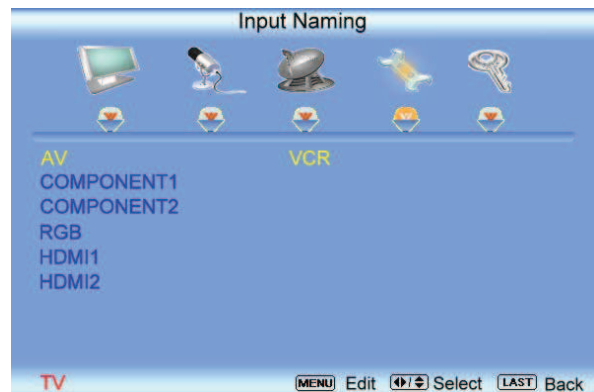 Input Naming
AV VCR
COMPONENT1
COMPONENT2
RGB
HDMI1
HDMI2
TV MENU Edit Select LAST Back